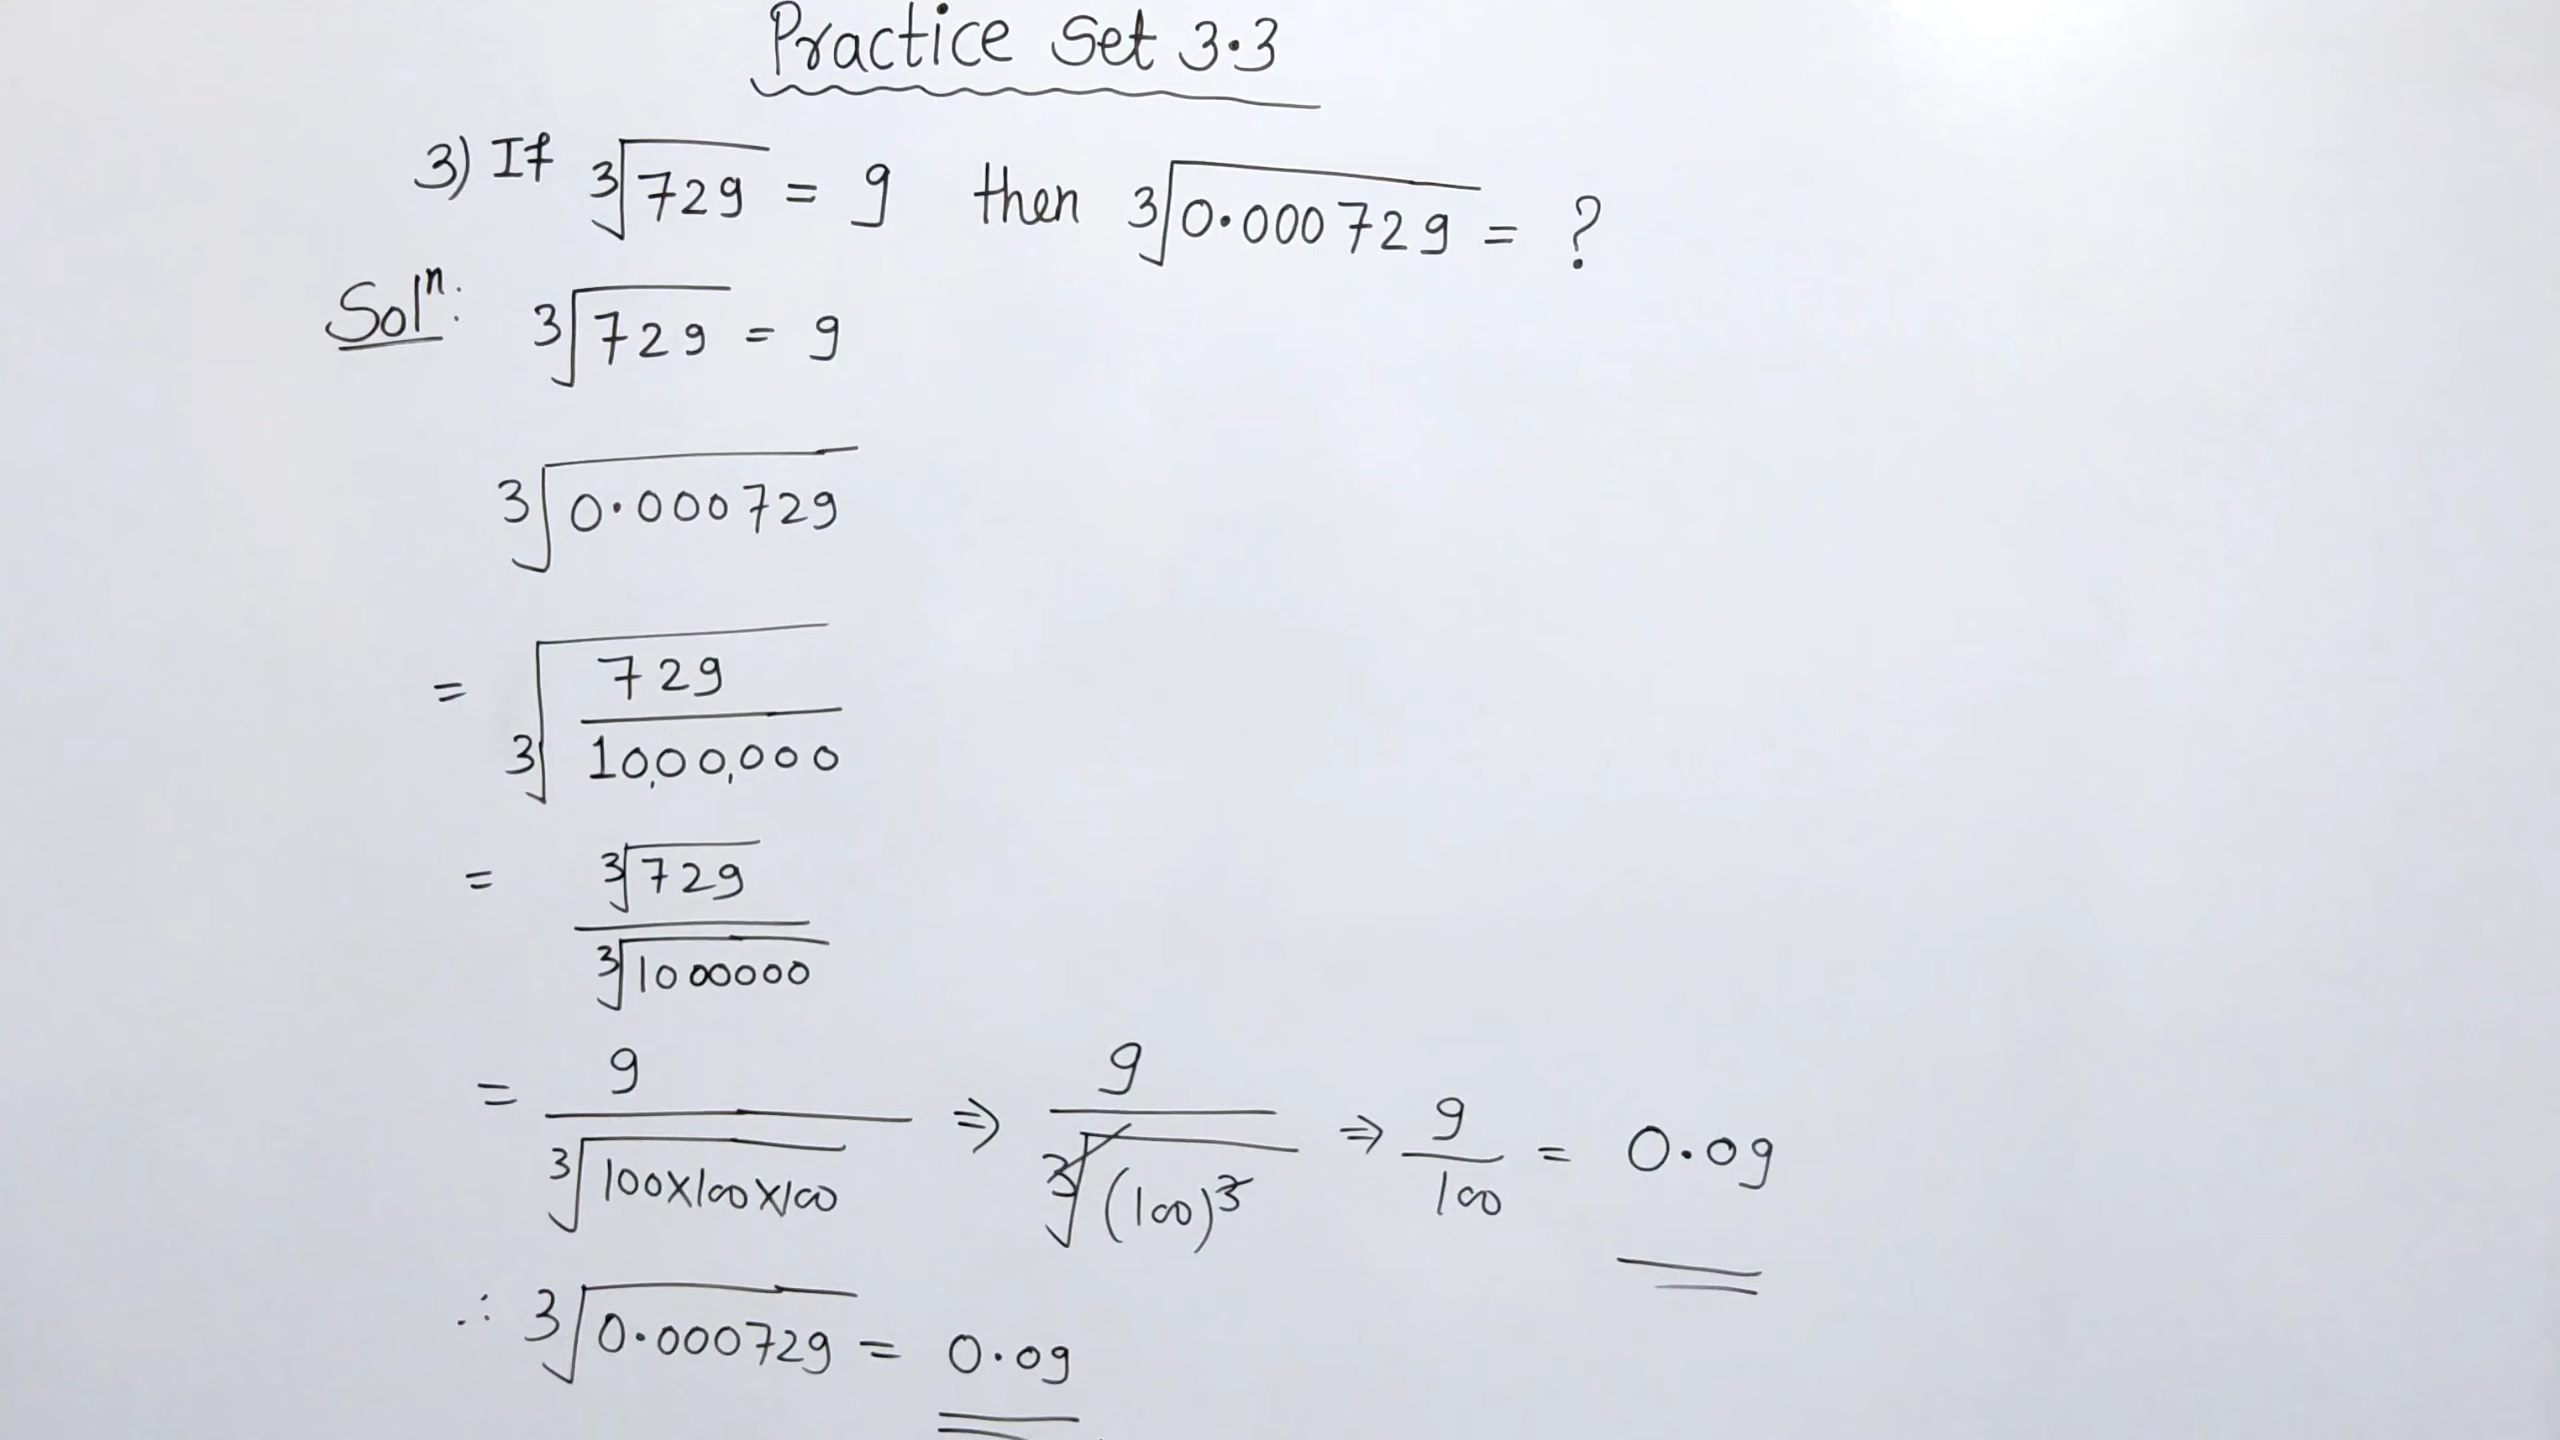 Practice Set 3.3
3) If ∛729 = 9 then ∛0.000729 = ?
Solⁿ: ∛729 = 9
∛0.000729
= ∛(729/10,00,000)
= ∛729/∛1000000
= 9/∛(100×100×100) ⇒ 9/∛(100)³ ⇒ 9/100 = 0.09
∴ ∛0.000729 = 0.09